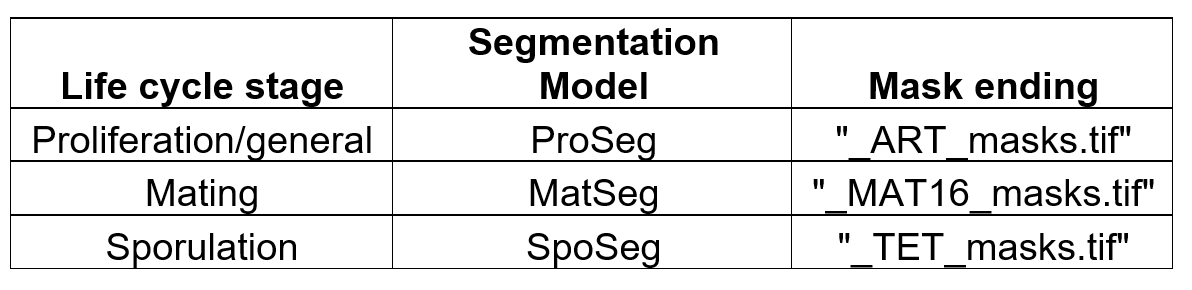 Life cycle stage Segmentation Model Mask ending
Proliferation/general ProSeg "_ART_masks.tif"
Mating MatSeg "_MAT16_masks.tif"
Sporulation SpoSeg "_TET_masks.tif"